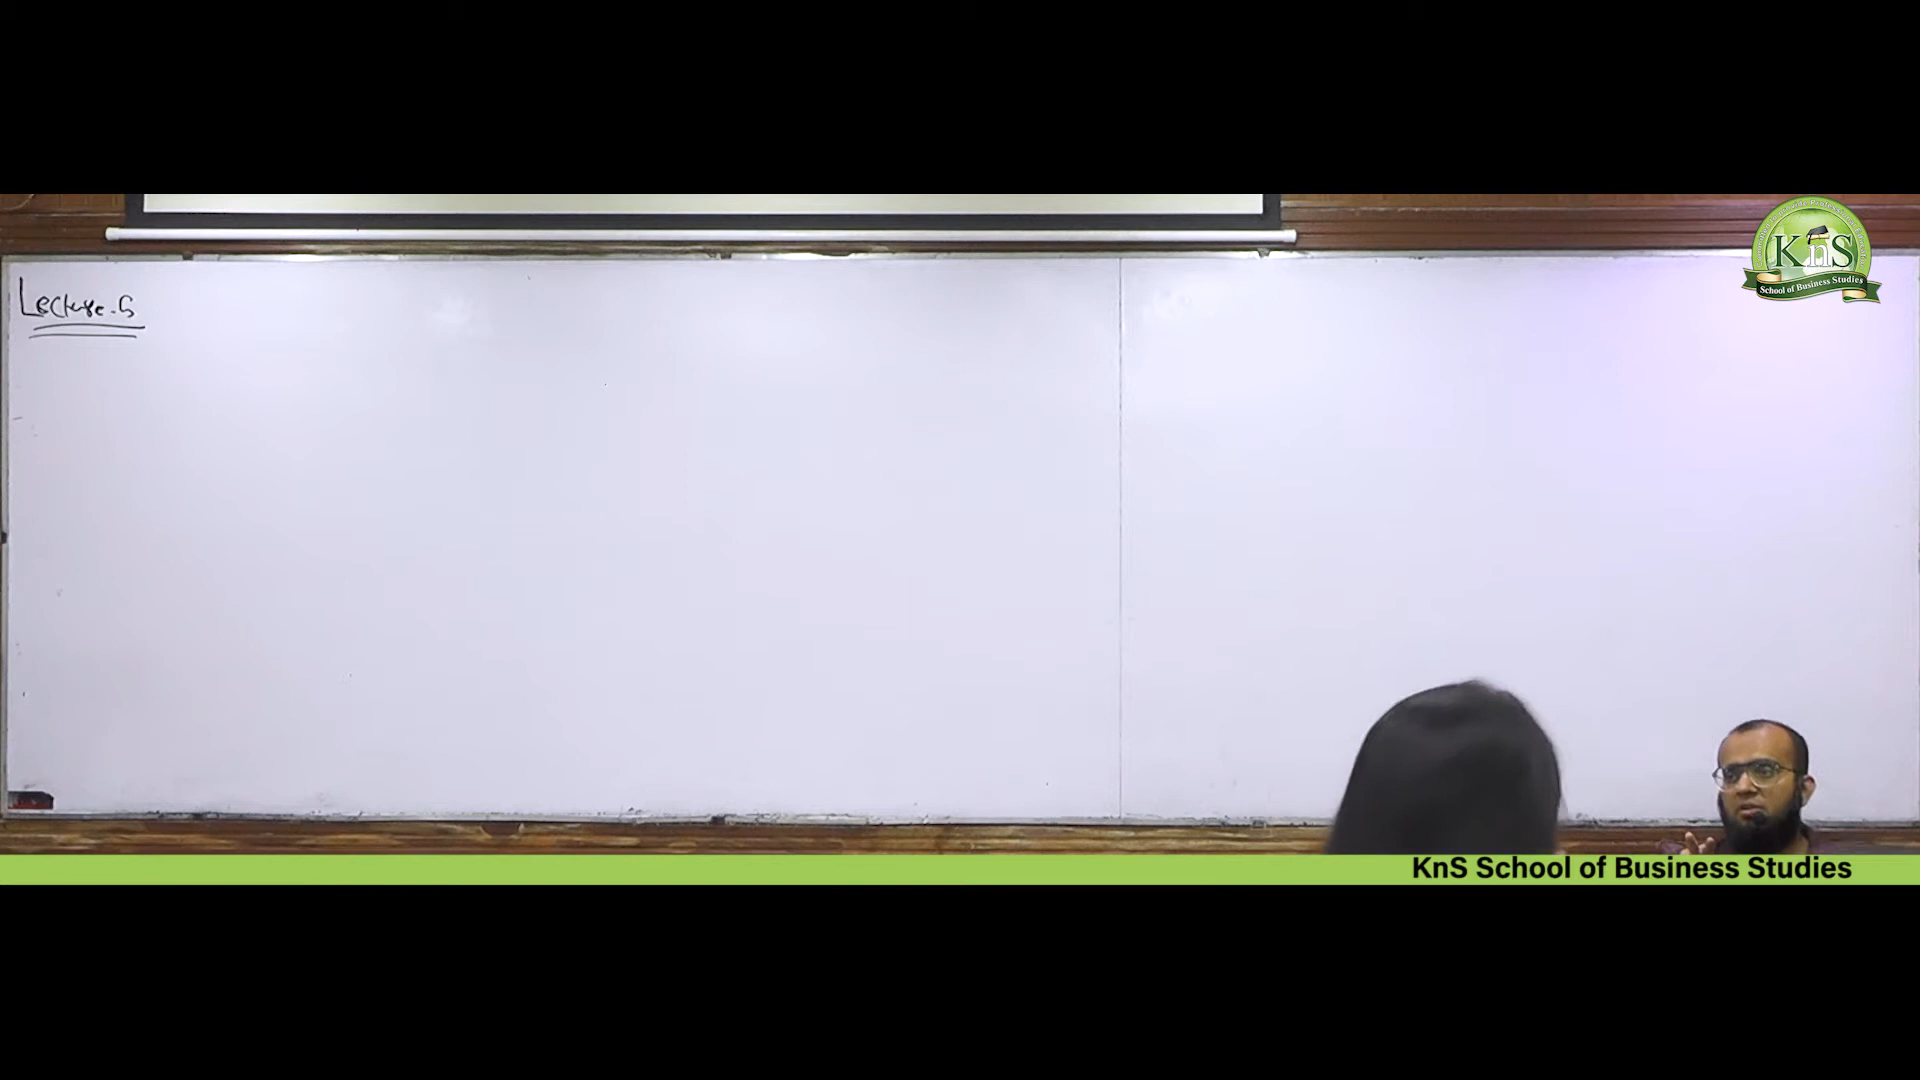 Lecture-5
KnS
School of Business Studies
KnS School of Business Studies